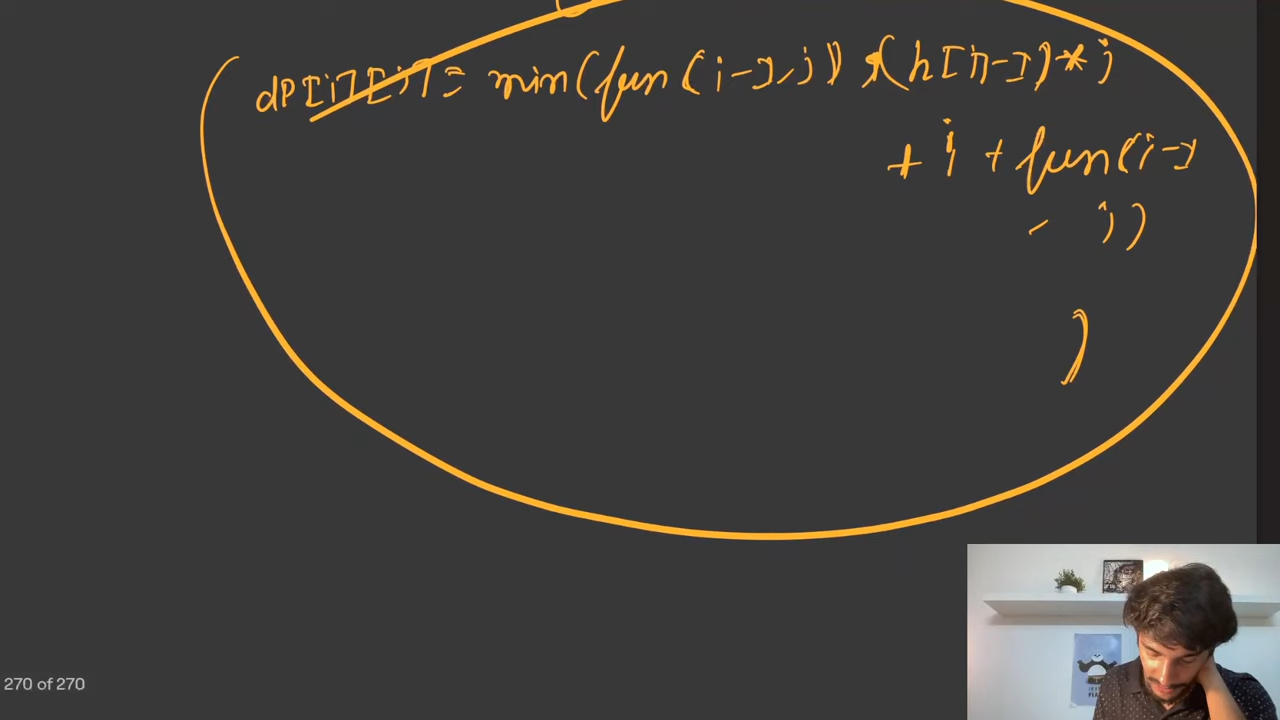 dp[i][j] = min(fun(i-1, j), (h[i-1]) * j
+ i + fun(i-1
, j)
)
270 of 270